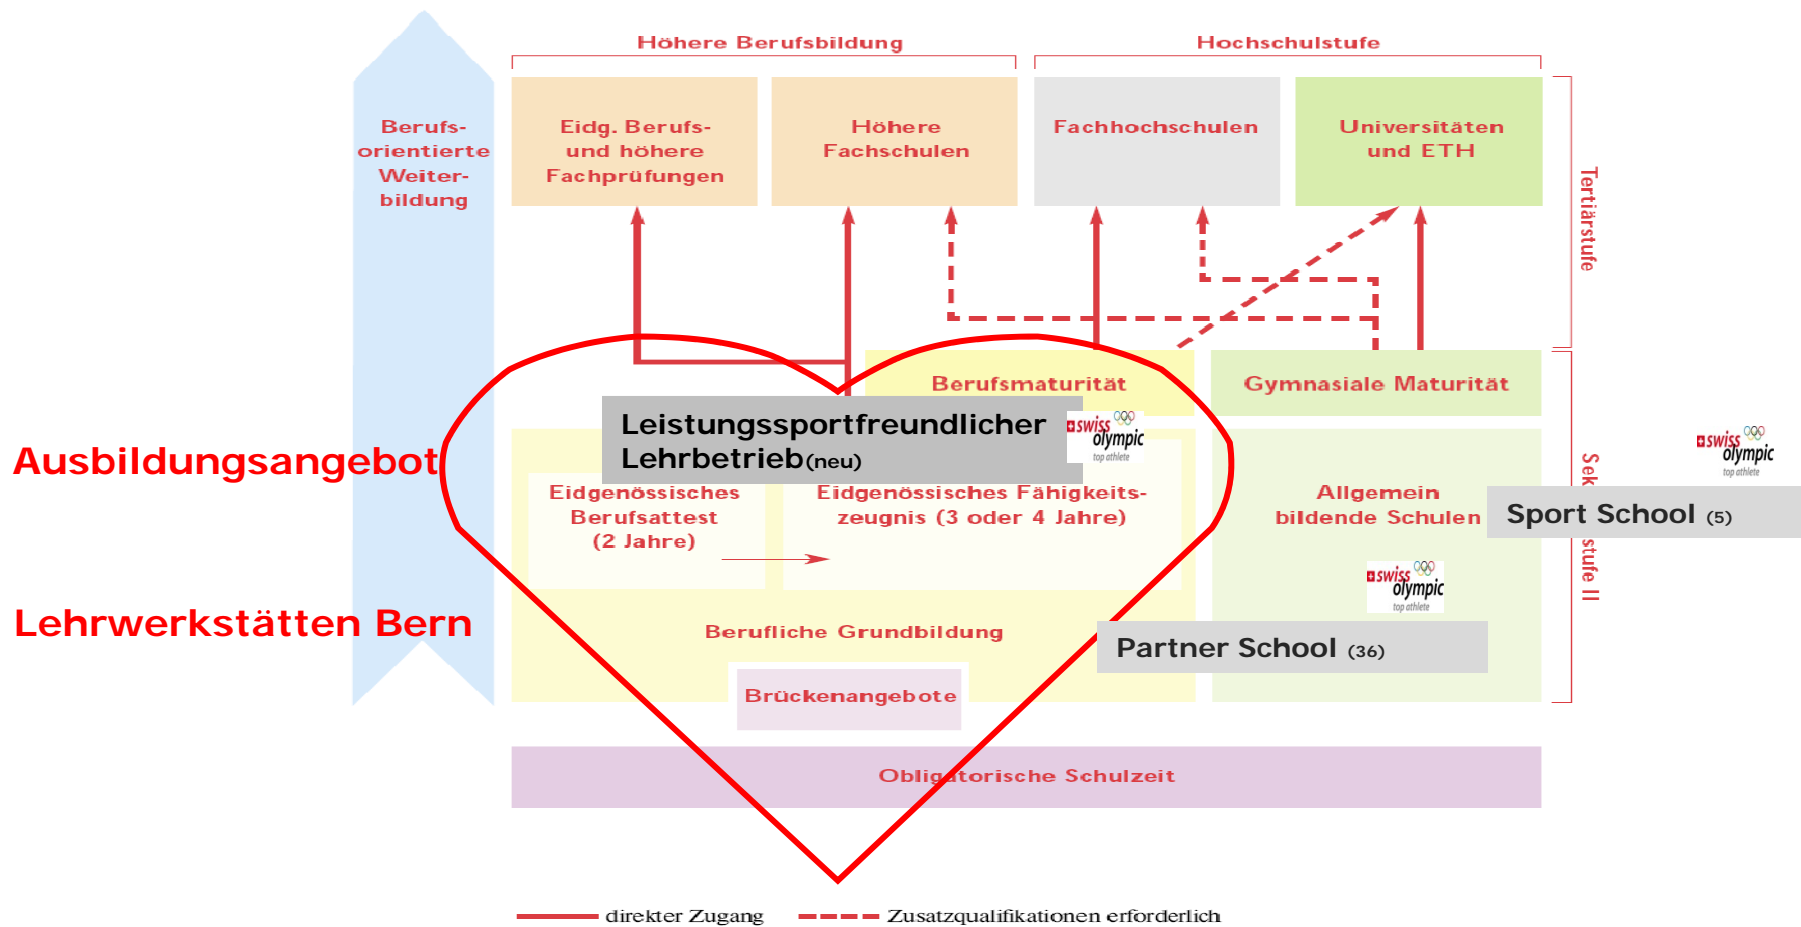 Höhere Berufsbildung
Hochschulstufe
Berufs-
orientierte
Weiter-
bildung
Eidg. Berufs-
und höhere
Fachprüfungen
Höhere
Fachschulen
Fachhochschulen
Universitäten
und ETH
Tertiärstufe
Berufsmaturität
Gymnasiale Maturität
Leistungssportfreundlicher
Lehrbetrieb(neu)
swiss
olympic
top athlete
Ausbildungsangebot
Eidgenössisches
Berufsattest
(2 Jahre)
Eidgenössisches Fähigkeits-
zeugnis (3 oder 4 Jahre)
Allgemein
bildende Schulen
swiss
olympic
top athlete
Sport School (5)
Sek
stufe II
swiss
olympic
top athlete
Lehrwerkstätten Bern
Berufliche Grundbildung
Partner School (36)
Brückenangebote
Obligatorische Schulzeit
direkter Zugang
Zusatzqualifikationen erforderlich